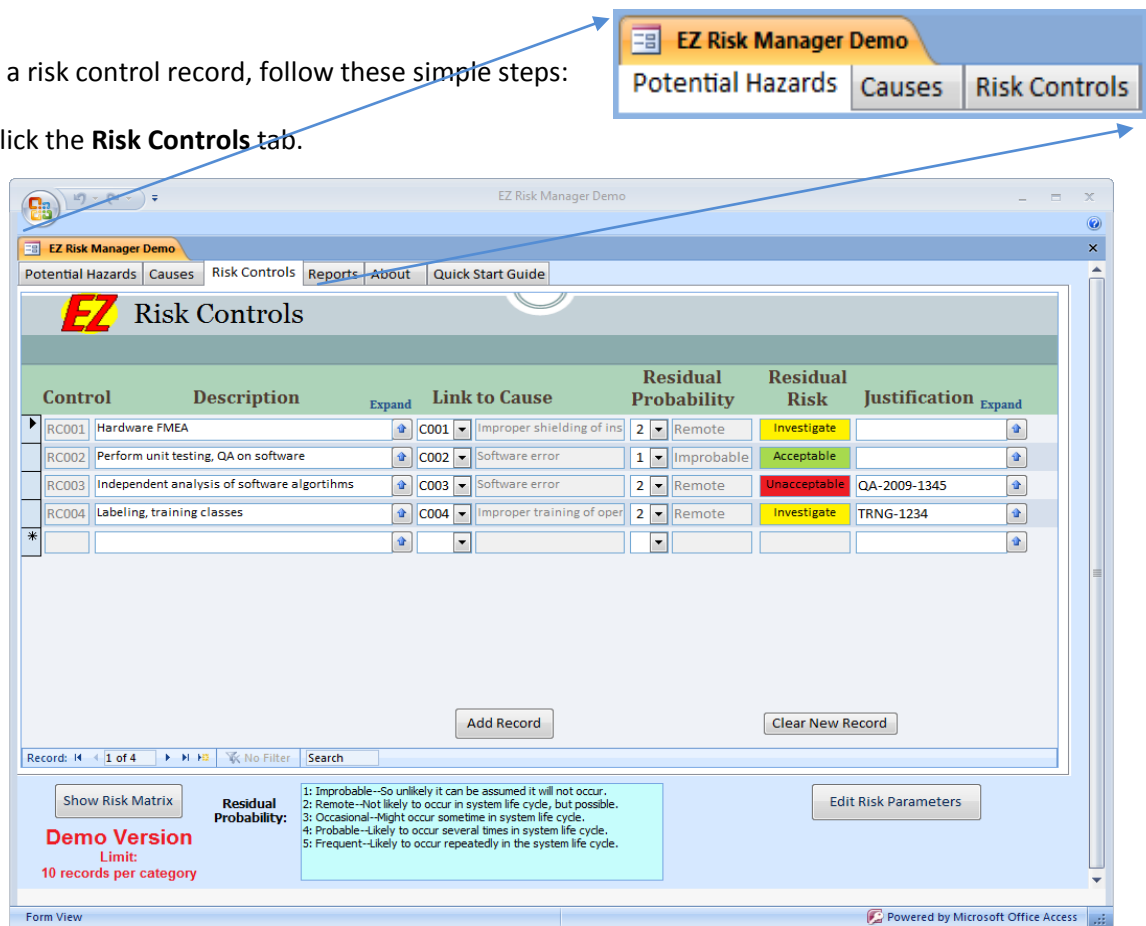 EZ Risk Manager Demo
Potential Hazards Causes Risk Controls
a risk control record, follow these simple steps:
lick the Risk Controls tab.
EZ Risk Manager Demo
EZ Risk Manager Demo
Potential Hazards Causes Risk Controls Reports About Quick Start Guide
EZ Risk Controls
Control Description Expand Link to Cause Residual Probability Residual Risk Justification Expand
RC001 Hardware FMEA C001 Improper shielding of ins 2 Remote Investigate
RC002 Perform unit testing, QA on software C002 Software error 1 Improbable Acceptable
RC003 Independent analysis of software algortihms C003 Software error 2 Remote Unacceptable QA-2009-1345
RC004 Labeling, training classes C004 Improper training of oper 2 Remote Investigate TRNG-1234
*
Add Record Clear New Record
Record: 1 of 4 No Filter Search
Show Risk Matrix
Demo Version
Limit:
10 records per category
Residual
Probability:
1: Improbable--So unlikely it can be assumed it will not occur.
2: Remote--Not likely to occur in system life cycle, but possible.
3: Occasional--Might occur sometime in system life cycle.
4: Probable--Likely to occur several times in system life cycle.
5: Frequent--Likely to occur repeatedly in the system life cycle.
Edit Risk Parameters
Form View Powered by Microsoft Office Access